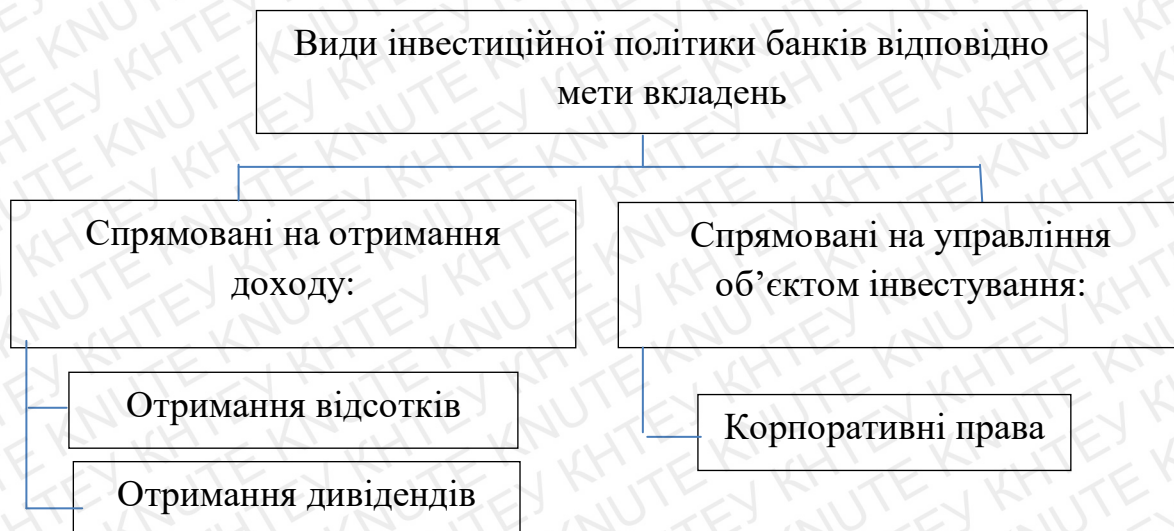 Види інвестиційної політики банків відповідно
мети вкладень
Спрямовані на отримання
доходу:
Спрямовані на управління
об’єктом інвестування:
Отримання відсотків
Корпоративні права
Отримання дивідендів